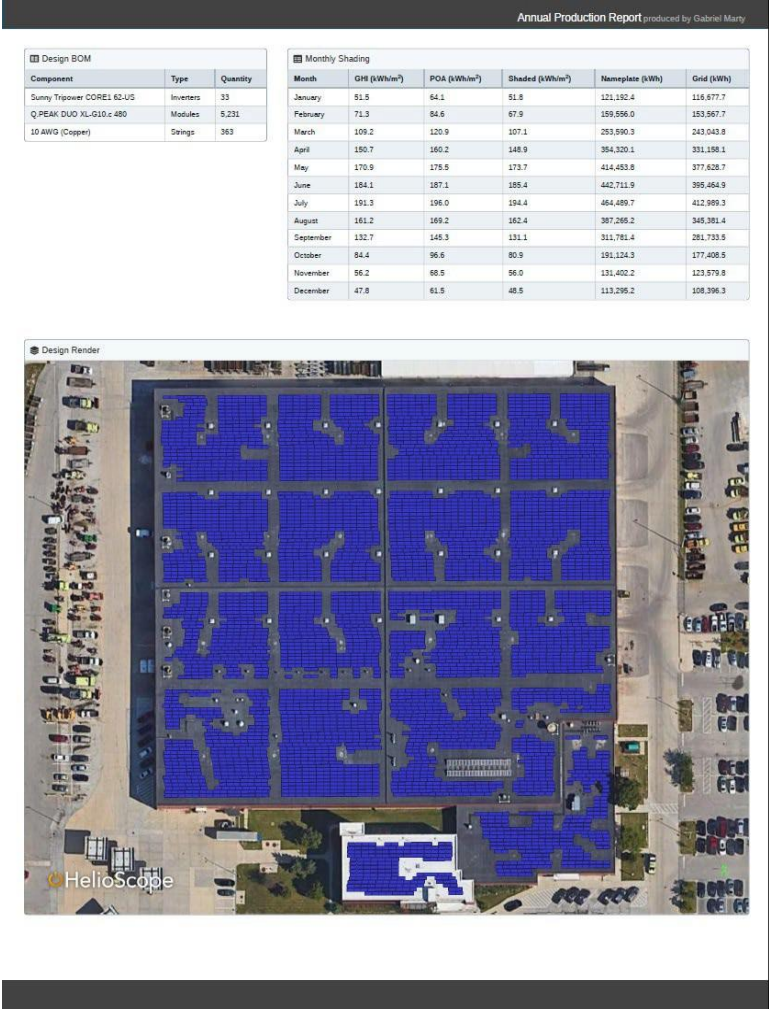 Annual Production Report produced by Gabriel Marty
Design BOM
Component Type Quantity
Sunny Tripower CORE1 62-US Inverters 33
Q.PEAK DUO XL-G10.c 480 Modules 5,231
10 AWG (Copper) Strings 363
Monthly Shading
Month GHI (kWh/m²) POA (kWh/m²) Shaded (kWh/m²) Nameplate (kWh) Grid (kWh)
January 51.5 64.1 51.8 121,192.4 116,677.7
February 71.3 84.6 67.9 159,556.0 153,567.7
March 109.2 120.9 107.1 253,590.3 243,043.8
April 150.7 160.2 148.9 354,320.1 331,158.1
May 170.9 175.5 173.7 414,453.8 377,628.7
June 184.1 187.1 185.4 442,711.9 395,464.9
July 191.3 196.0 194.4 464,489.7 412,989.3
August 161.2 169.2 162.4 387,265.2 345,381.4
September 132.7 145.3 131.1 311,781.4 281,733.5
October 84.4 96.6 80.9 191,124.3 177,408.5
November 56.2 68.5 56.0 131,402.2 123,579.8
December 47.8 61.5 48.5 113,295.2 108,396.3
Design Render
HelioScope